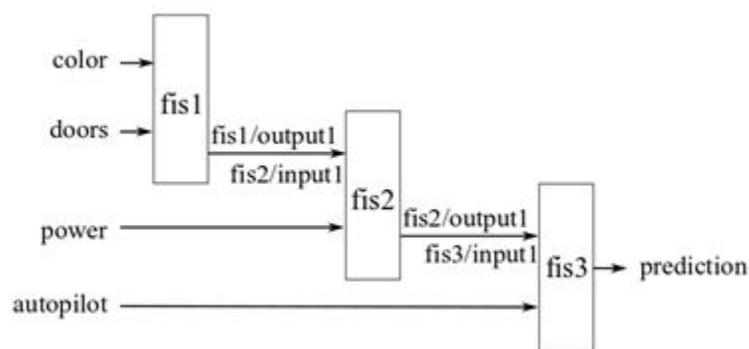 color
fis1
doors
fis1/output1
fis2/input1
fis2
power
fis2/output1
fis3/input1
fis3
prediction
autopilot